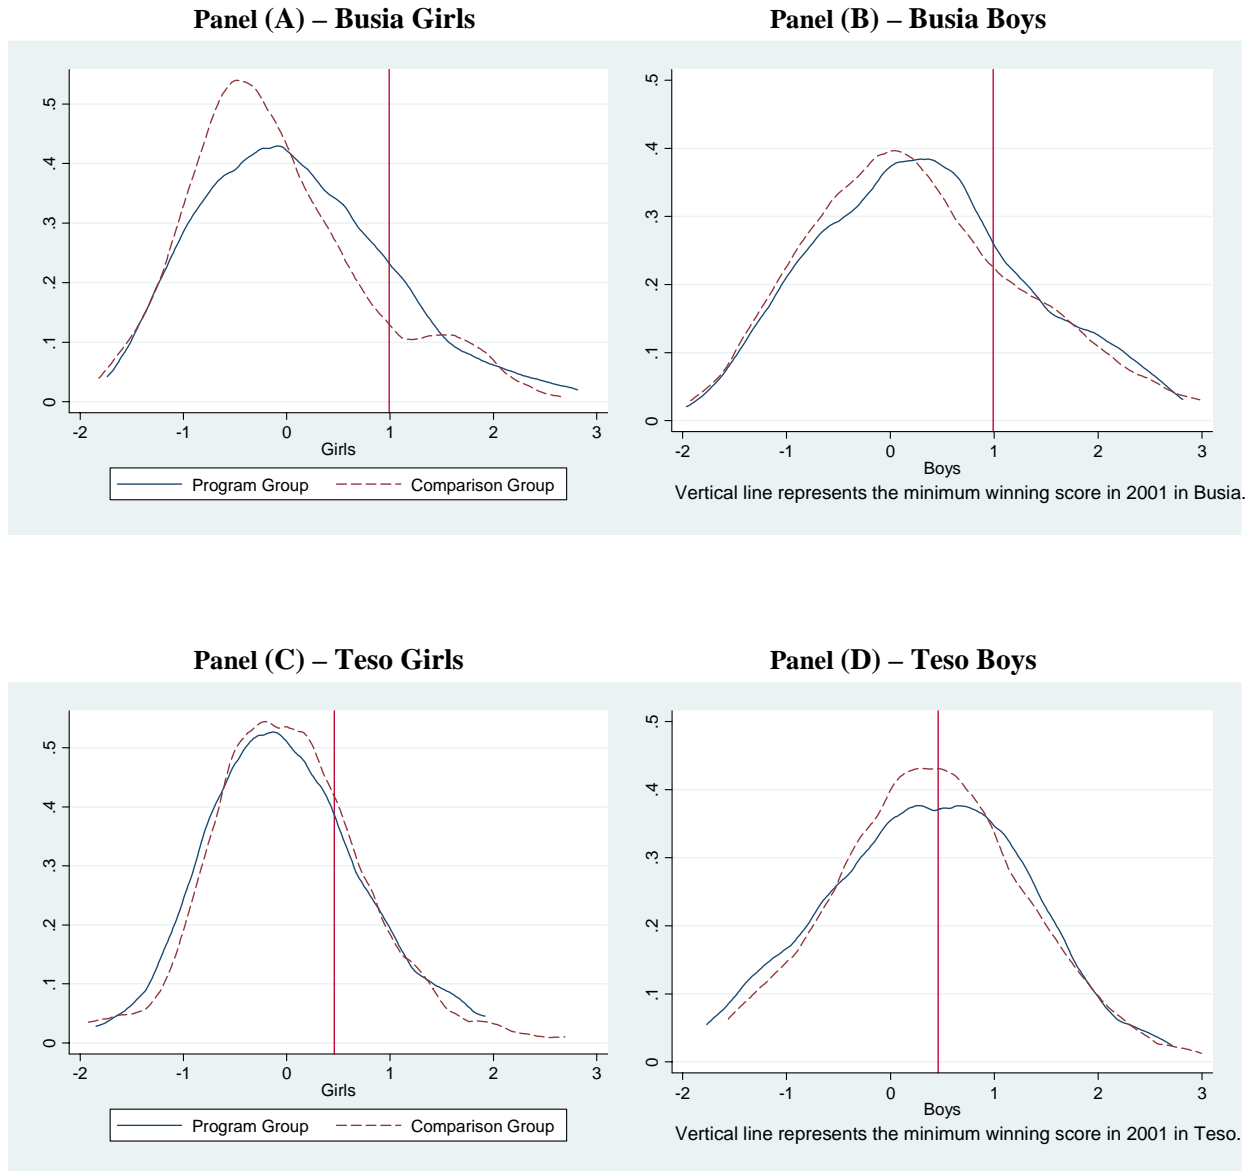 Panel (A) – Busia Girls
Panel (B) – Busia Boys
.5
.4
.3
.2
.1
0
-2 -1 0 1 2 3
Girls
Program Group Comparison Group
.5
.4
.3
.2
.1
0
-2 -1 0 1 2 3
Boys
Vertical line represents the minimum winning score in 2001 in Busia.
Panel (C) – Teso Girls
Panel (D) – Teso Boys
.5
.4
.3
.2
.1
0
-2 -1 0 1 2 3
Girls
Program Group Comparison Group
.5
.4
.3
.2
.1
0
-2 -1 0 1 2 3
Boys
Vertical line represents the minimum winning score in 2001 in Teso.